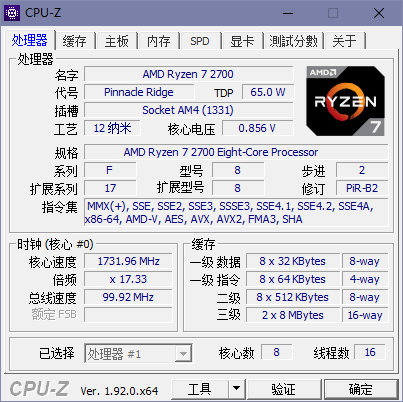 CPU-Z
处理器 缓存 主板 内存 SPD 显卡 測試分數 关于
处理器
名字 AMD Ryzen 7 2700
代号 Pinnacle Ridge TDP 65.0 W
插槽 Socket AM4 (1331)
工艺 12 纳米 核心电压 0.856 V
AMD
RYZEN
7
规格 AMD Ryzen 7 2700 Eight-Core Processor
系列 F 型号 8 步进 2
扩展系列 17 扩展型号 8 修订 PiR-B2
指令集 MMX(+), SSE, SSE2, SSE3, SSSE3, SSE4.1, SSE4.2, SSE4A,
x86-64, AMD-V, AES, AVX, AVX2, FMA3, SHA
时钟 (核心 #0)
核心速度 1731.96 MHz
倍频 x 17.33
总线速度 99.92 MHz
额定 FSB
缓存
一级 数据 8 x 32 KBytes 8-way
一级 指令 8 x 64 KBytes 4-way
二级 8 x 512 KBytes 8-way
三级 2 x 8 MBytes 16-way
已选择 处理器 #1 核心数 8 线程数 16
CPU-Z Ver. 1.92.0.x64 工具 验证 确定